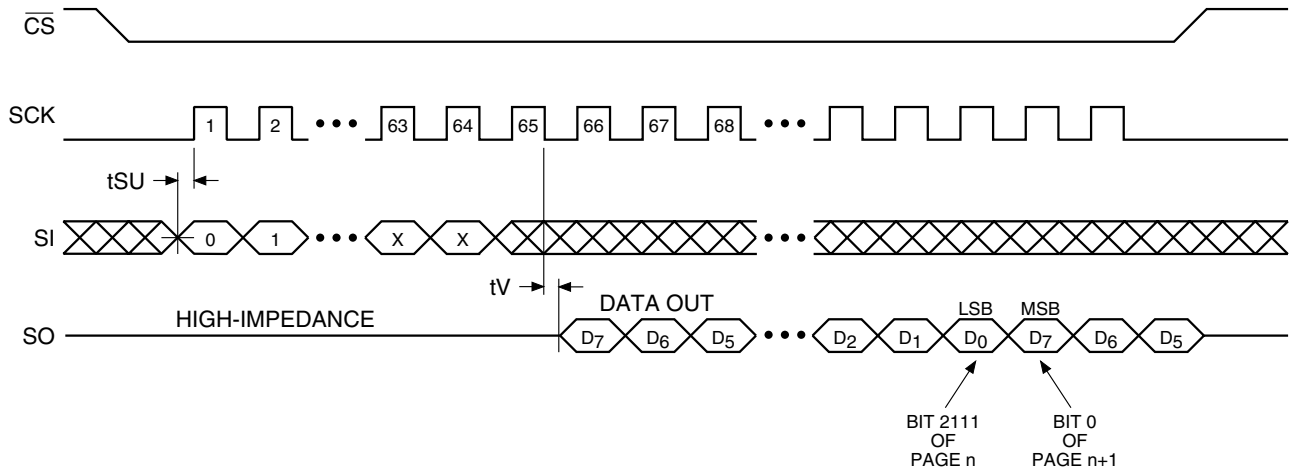 CS
SCK 1 2 ••• 63 64 65 66 67 68 •••
tSU
SI 0 1 ••• X X •••
tV
DATA OUT
HIGH-IMPEDANCE
LSB MSB
SO D7 D6 D5 ••• D2 D1 D0 D7 D6 D5
BIT 2111
OF
PAGE n
BIT 0
OF
PAGE n+1